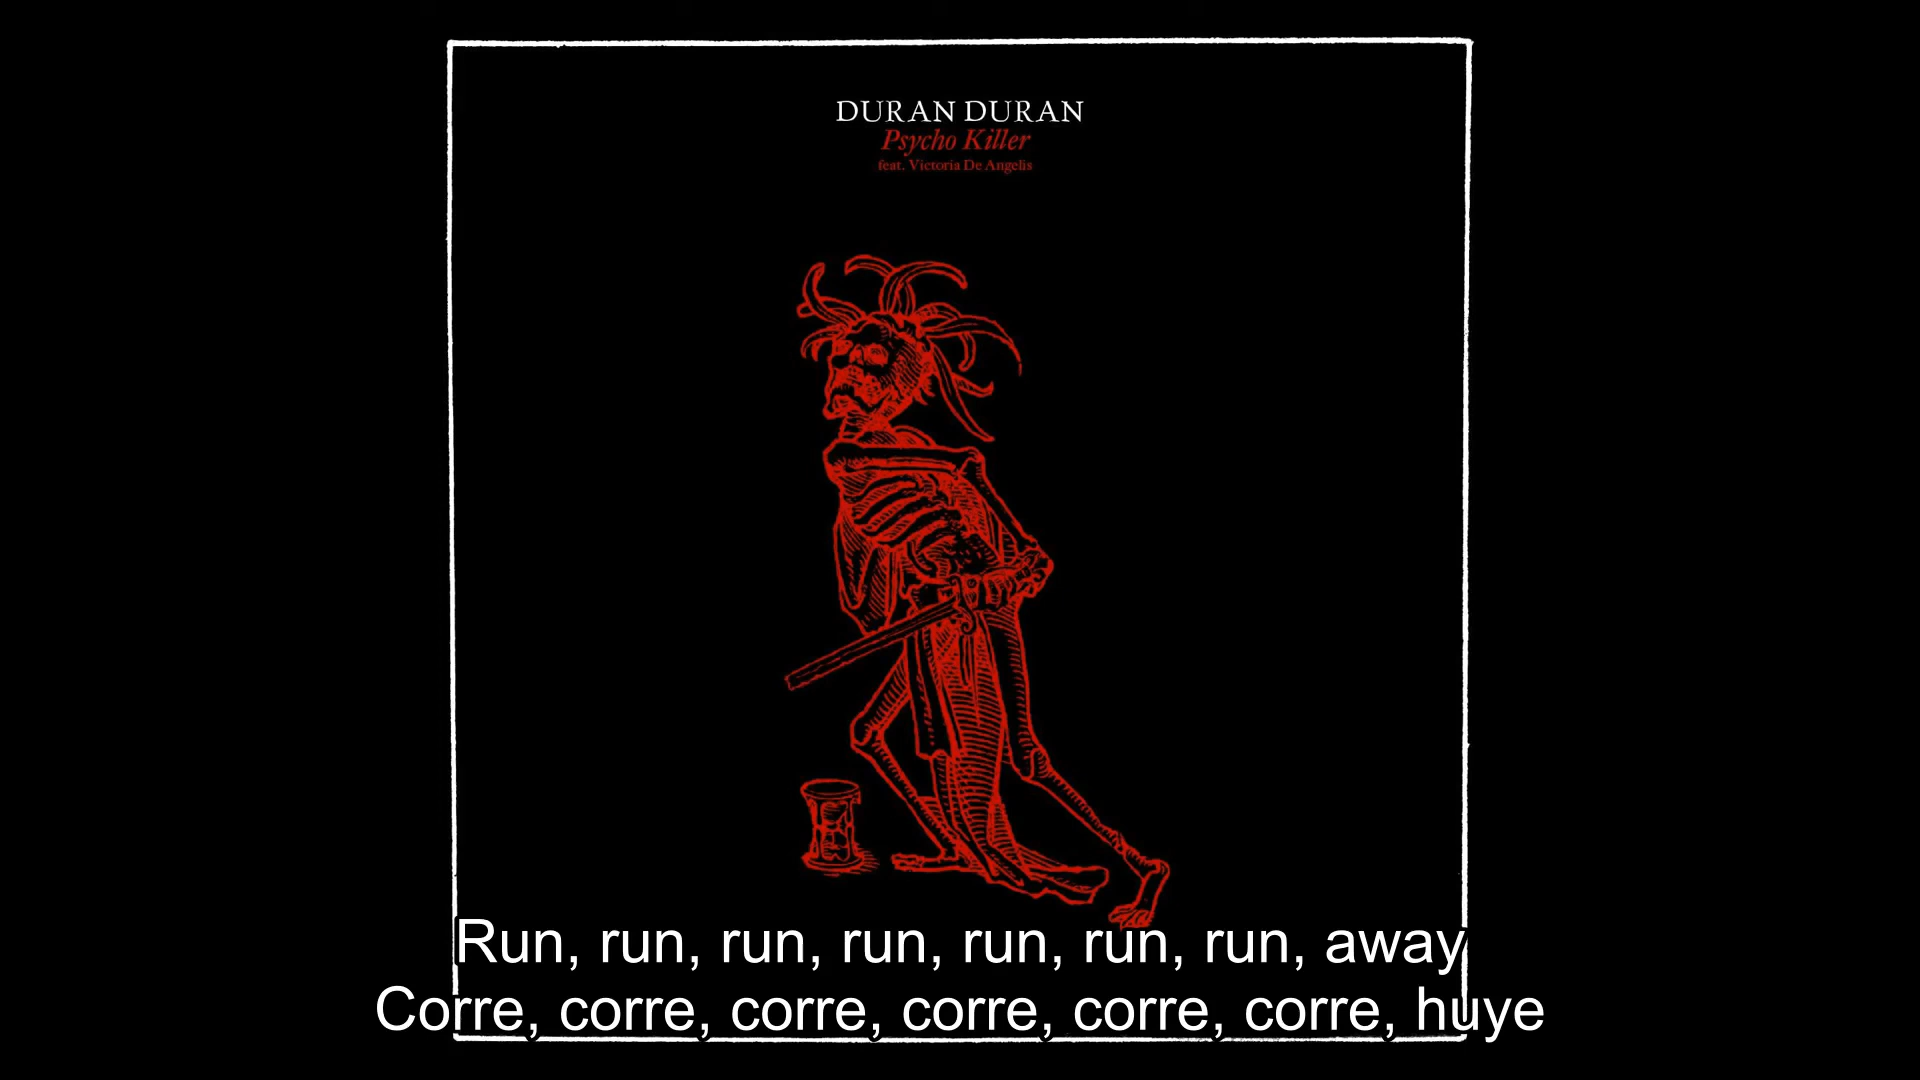 DURAN DURAN
Psycho Killer
feat. Victoria De Angelis
Run, run, run, run, run, run, run, away
Corre, corre, corre, corre, corre, corre, huye